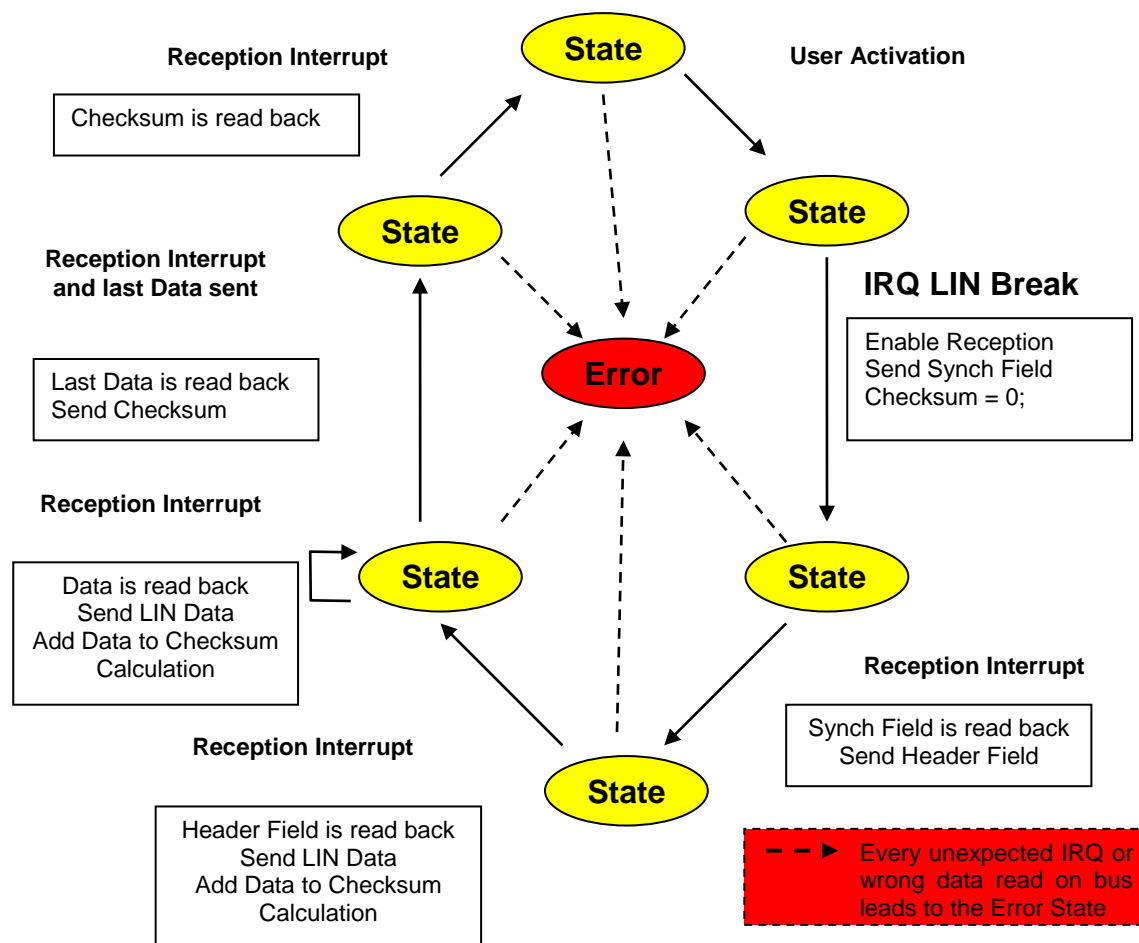 State
Reception Interrupt
User Activation
Checksum is read back
State
State
Reception Interrupt
and last Data sent
IRQ LIN Break
Enable Reception
Send Synch Field
Checksum = 0;
Error
Last Data is read back
Send Checksum
Reception Interrupt
State
State
Data is read back
Send LIN Data
Add Data to Checksum
Calculation
Reception Interrupt
Synch Field is read back
Send Header Field
Reception Interrupt
State
Header Field is read back
Send LIN Data
Add Data to Checksum
Calculation
Every unexpected IRQ or
wrong data read on bus
leads to the Error State